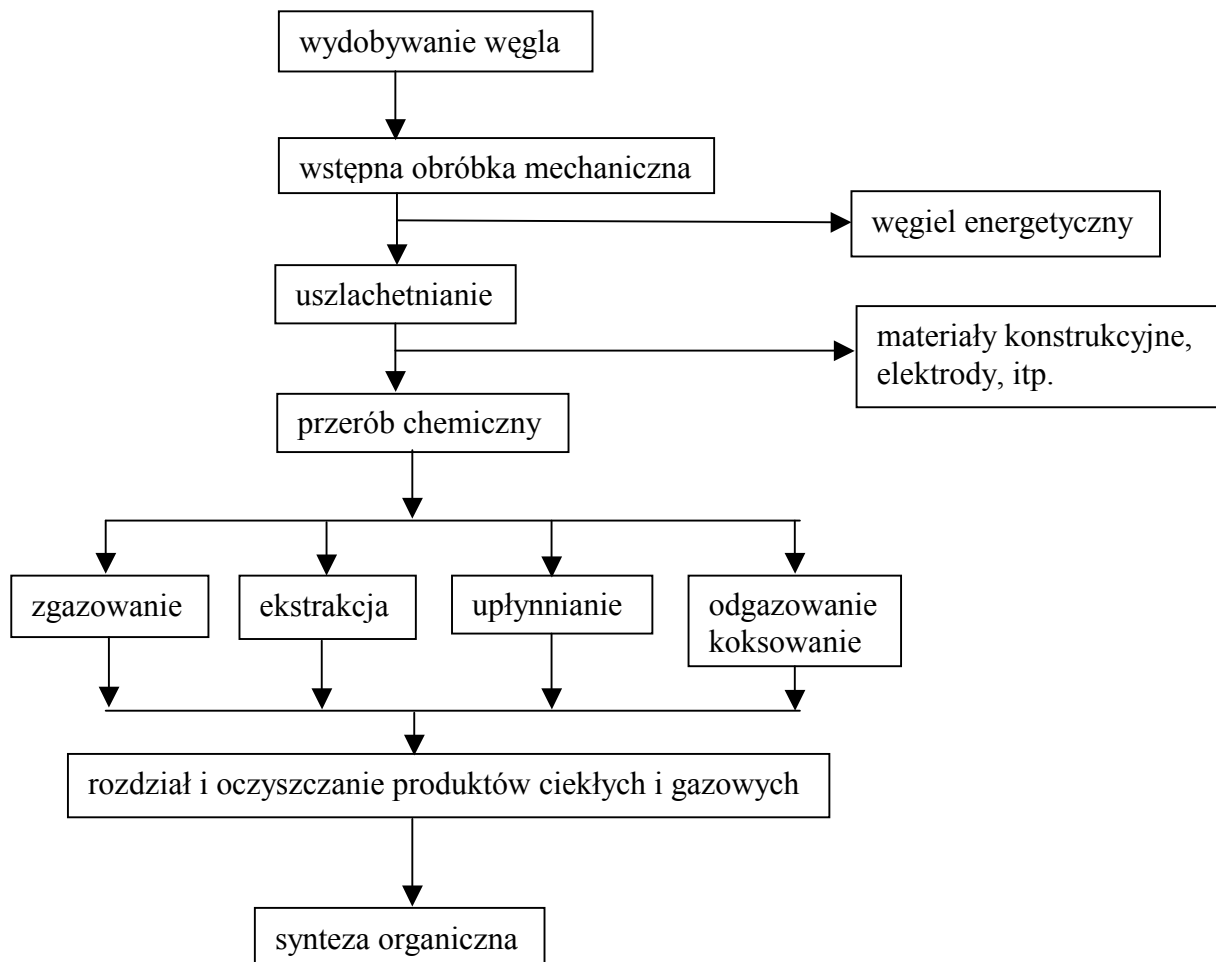 wydobywanie węgla
wstępna obróbka mechaniczna
węgiel energetyczny
uszlachetnianie
materiały konstrukcyjne,
elektrody, itp.
przerób chemiczny
zgazowanie
ekstrakcja
upłynnianie
odgazowanie
koksowanie
rozdział i oczyszczanie produktów ciekłych i gazowych
synteza organiczna